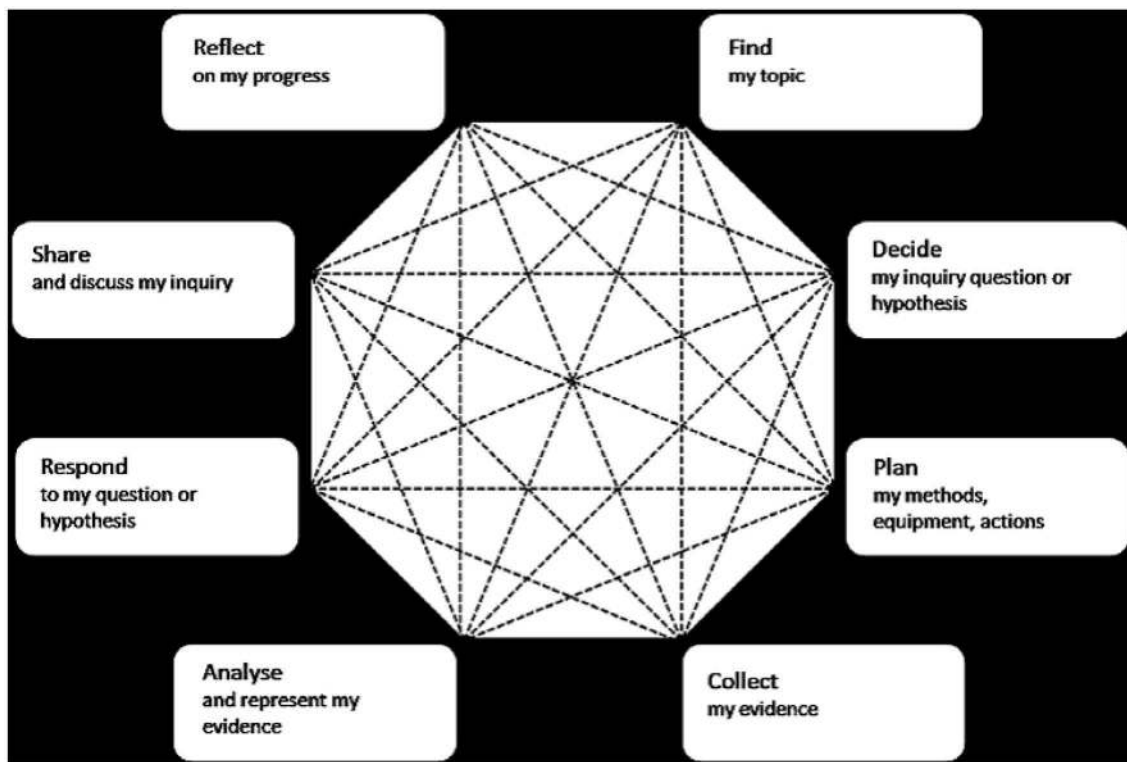 Reflect
on my progress
Find
my topic
Share
and discuss my inquiry
Decide
my inquiry question or
hypothesis
Respond
to my question or
hypothesis
Plan
my methods,
equipment, actions
Analyse
and represent my
evidence
Collect
my evidence